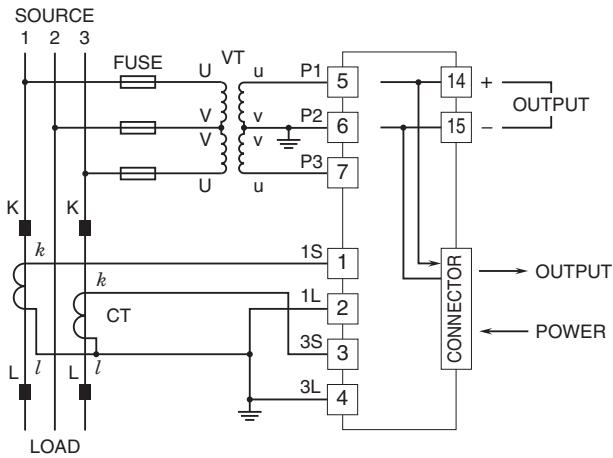 SOURCE
1 2 3
FUSE
VT
U u P1 5
14 +
OUTPUT
V v P2 6
15 −
V v
U u P3 7
K K
k 1S 1
k
CT
1L 2
3S 3
L l L l
3L 4
CONNECTOR
OUTPUT
POWER
LOAD